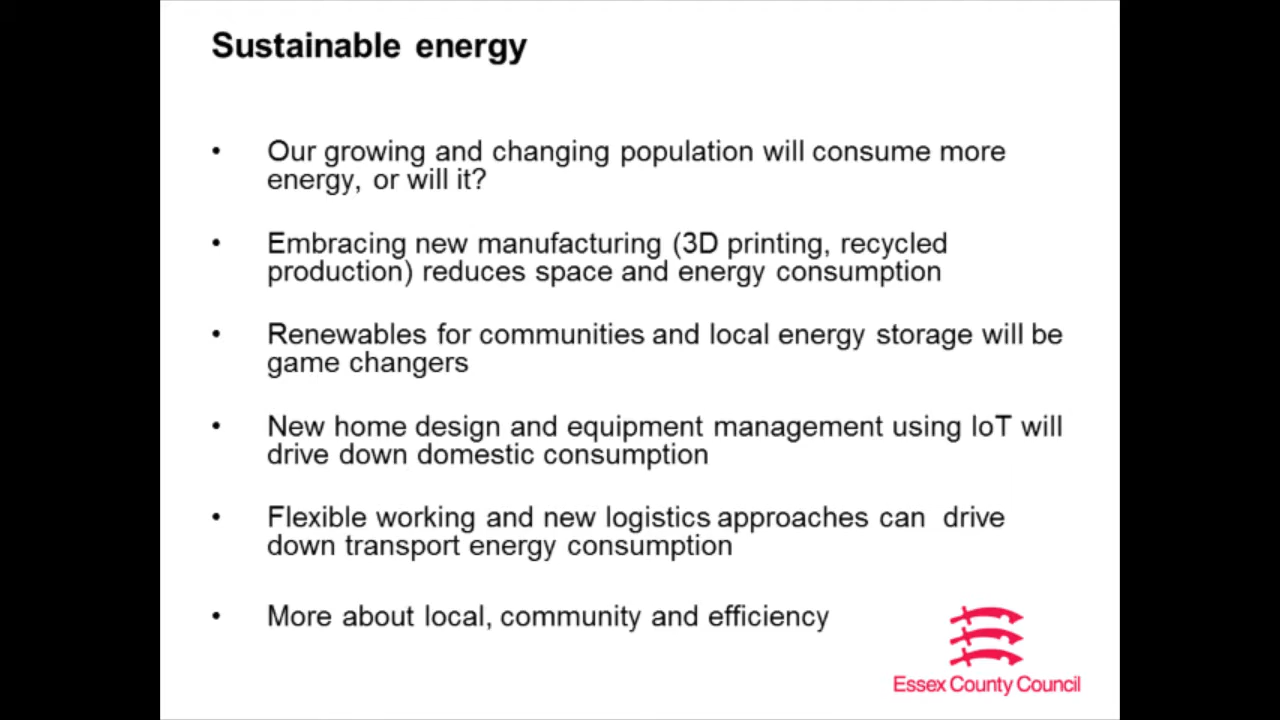 Sustainable energy
• Our growing and changing population will consume more
energy, or will it?
• Embracing new manufacturing (3D printing, recycled
production) reduces space and energy consumption
• Renewables for communities and local energy storage will be
game changers
• New home design and equipment management using IoT will
drive down domestic consumption
• Flexible working and new logistics approaches can drive
down transport energy consumption
• More about local, community and efficiency
Essex County Council